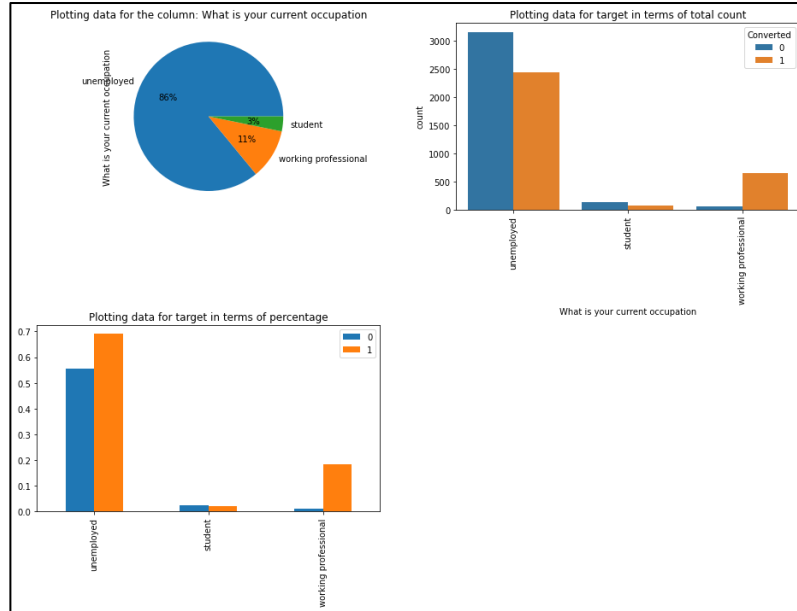 Plotting data for the column: What is your current occupation
What is your current occupation
unemployed
86%
3%
student
11%
working professional
Plotting data for target in terms of total count
Converted
0
1
count
3000
2500
2000
1500
1000
500
0
unemployed
student
working professional
What is your current occupation
Plotting data for target in terms of percentage
0
1
0.7
0.6
0.5
0.4
0.3
0.2
0.1
0.0
unemployed
student
working professional